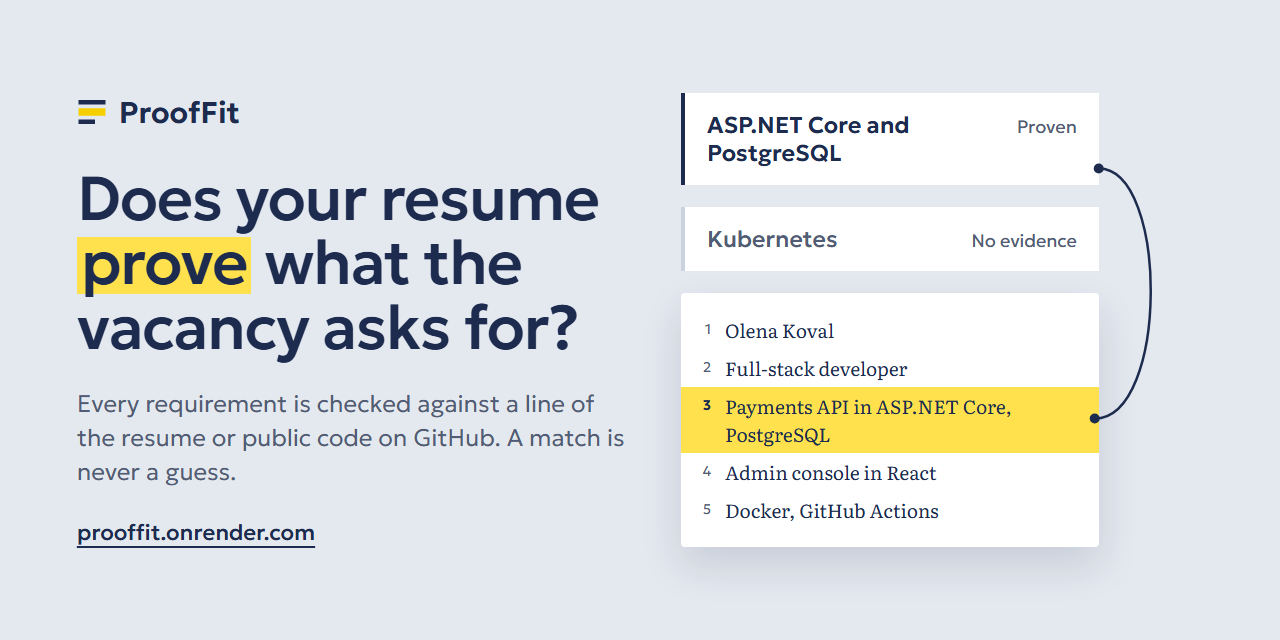 ProofFit
Does your resume
prove what the
vacancy asks for?
Every requirement is checked against a line of
the resume or public code on GitHub. A match is
never a guess.
prooffit.onrender.com
ASP.NET Core and
PostgreSQL
Proven
Kubernetes
No evidence
1 Olena Koval
2 Full-stack developer
3 Payments API in ASP.NET Core,
PostgreSQL
4 Admin console in React
5 Docker, GitHub Actions